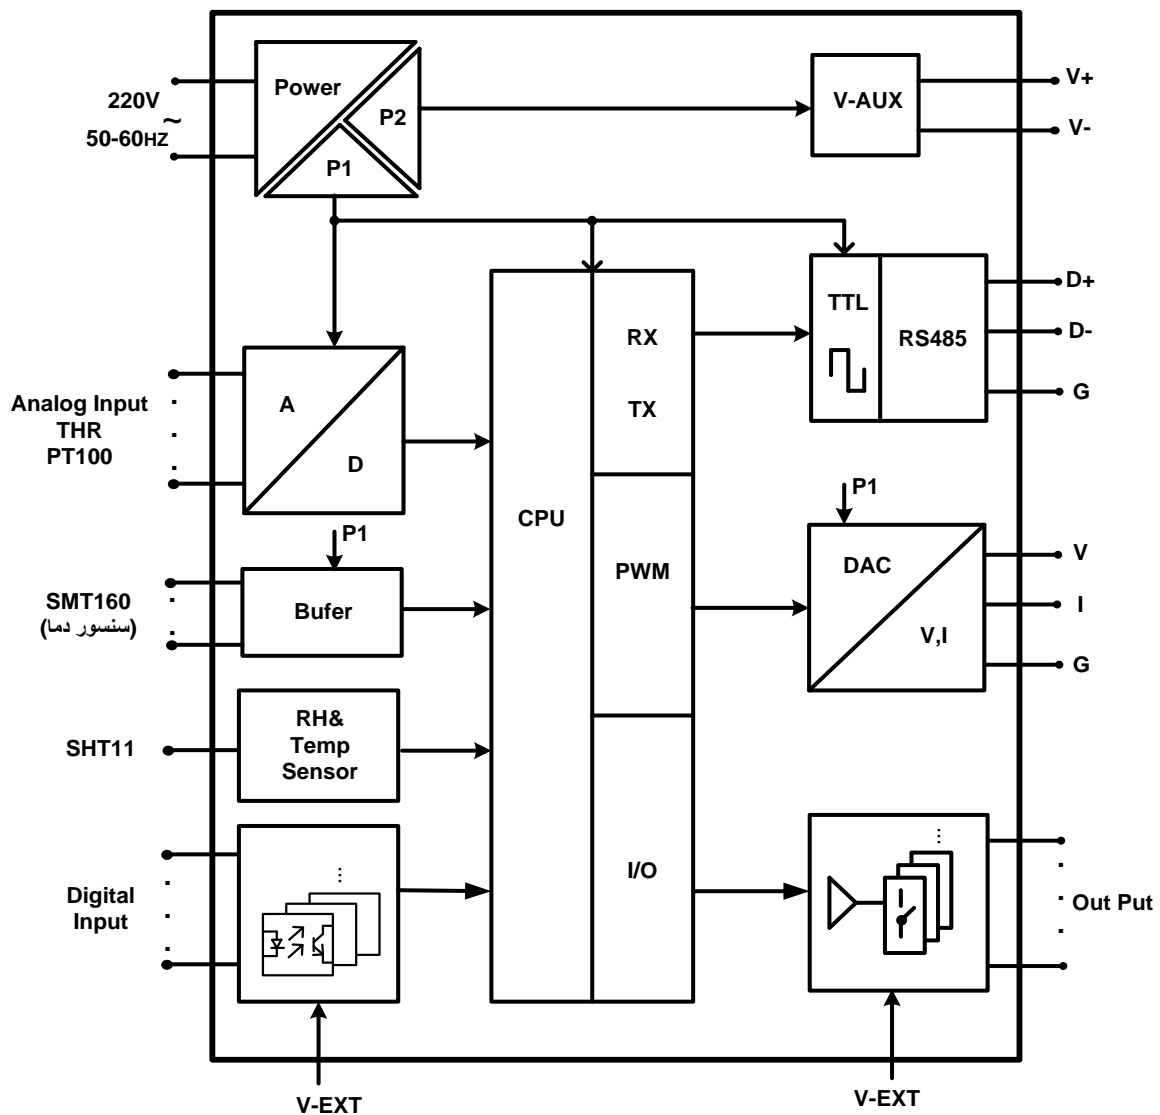 Power
P2
P1
220V
~
50-60HZ
V-AUX
V+
V-
TTL
RS485
D+
D-
G
RX
TX
Analog Input
THR
PT100
A
D
CPU
PWM
P1
DAC
V,I
V
I
G
P1
Bufer
SMT160
(سنسور دما)
SHT11
RH&
Temp
Sensor
Digital
Input
I/O
Out Put
V-EXT
V-EXT